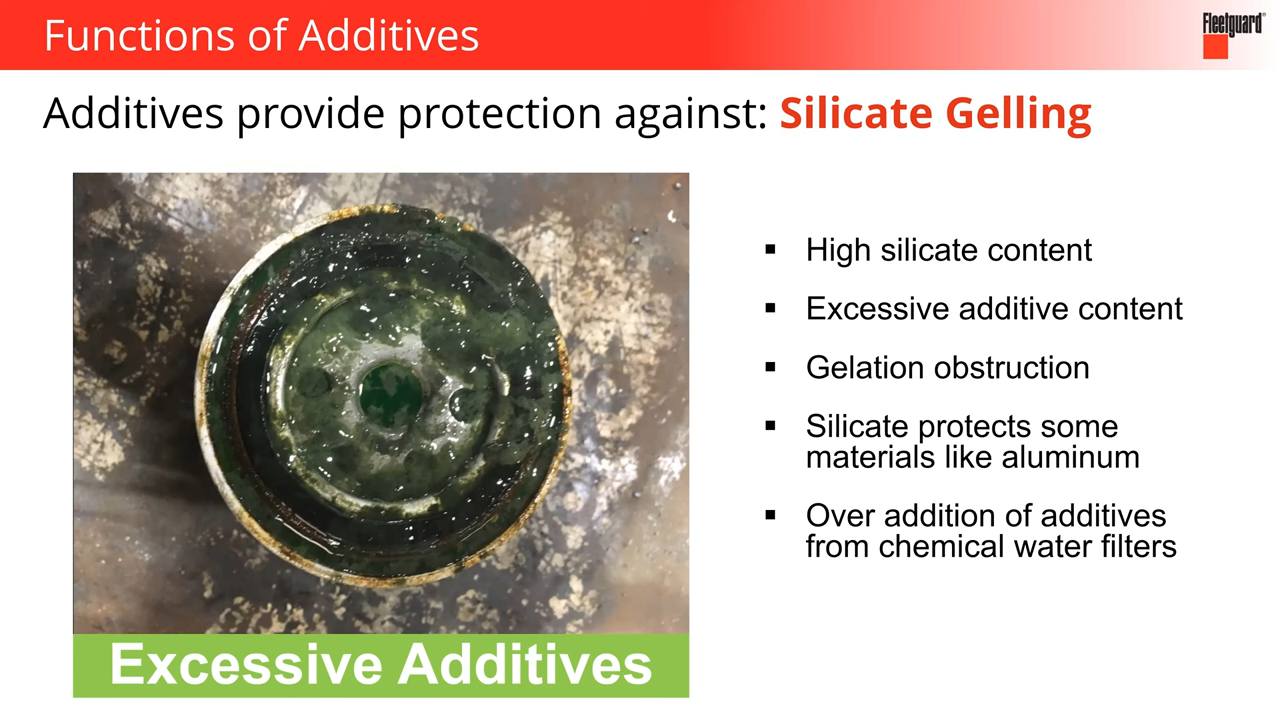 Functions of Additives
Fleetguard®
Additives provide protection against: Silicate Gelling
▪ High silicate content
▪ Excessive additive content
▪ Gelation obstruction
▪ Silicate protects some
materials like aluminum
▪ Over addition of additives
from chemical water filters
Excessive Additives